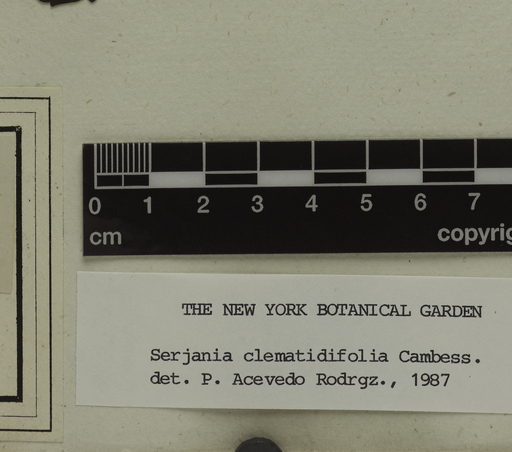 0 1 2 3 4 5 6 7
cm copyrig
THE NEW YORK BOTANICAL GARDEN
Serjania clematidifolia Cambess.
det. P. Acevedo Rodrgz., 1987